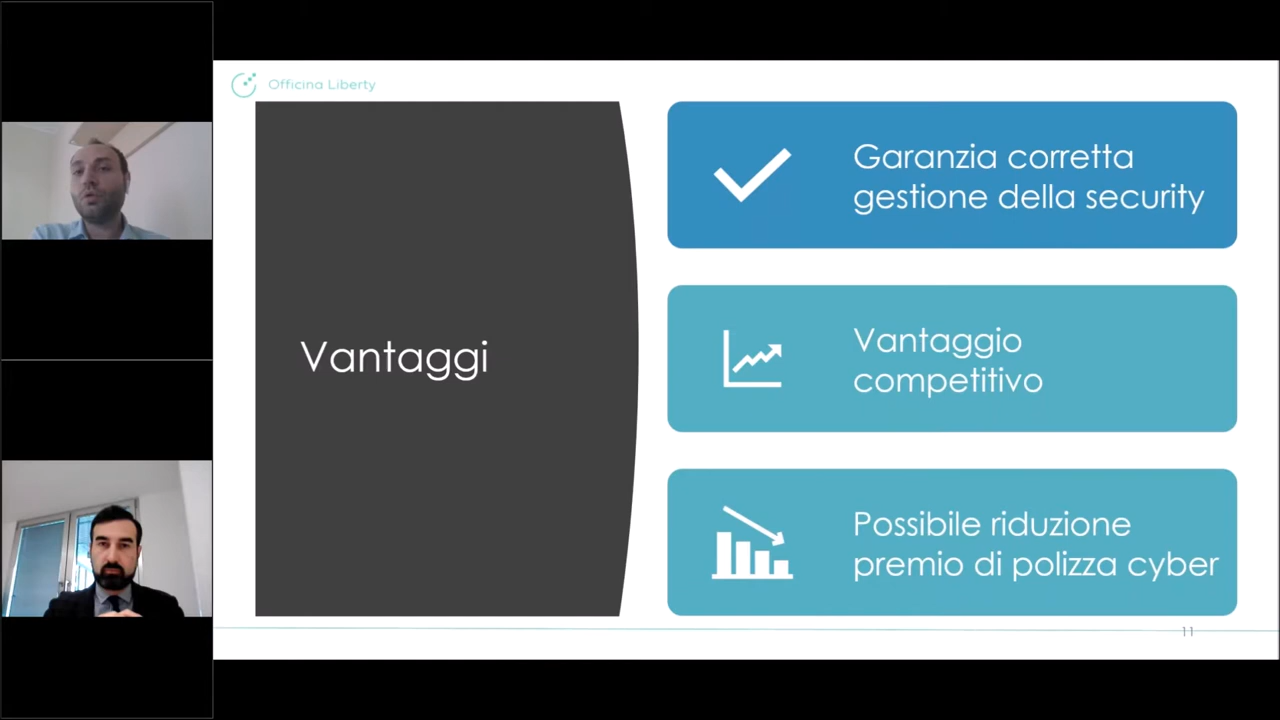 Officina Liberty
Vantaggi
Garanzia corretta
gestione della security
Vantaggio
competitivo
Possibile riduzione
premio di polizza cyber
11